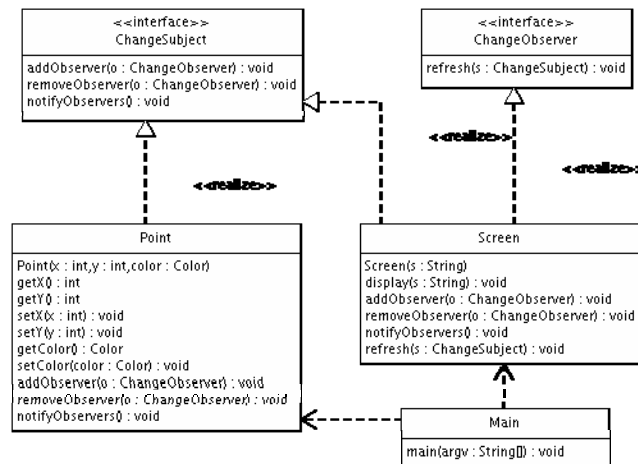 <<interface>>
ChangeSubject
addObserver(o : ChangeObserver) : void
removeObserver(o : ChangeObserver) : void
notifyObservers() : void
<<interface>>
ChangeObserver
refresh(s : ChangeSubject) : void
<<realize>>
<<realize>>
<<realize>>
Point
Point(x : int,y : int,color : Color)
getX() : int
getY() : int
setX(x : int) : void
setY(y : int) : void
getColor() : Color
setColor(color : Color) : void
addObserver(o : ChangeObserver) : void
removeObserver(o : ChangeObserver) : void
notifyObservers() : void
Screen
Screen(s : String)
display(s : String) : void
addObserver(o : ChangeObserver) : void
removeObserver(o : ChangeObserver) : void
notifyObservers() : void
refresh(s : ChangeSubject) : void
Main
main(argv : String[]) : void